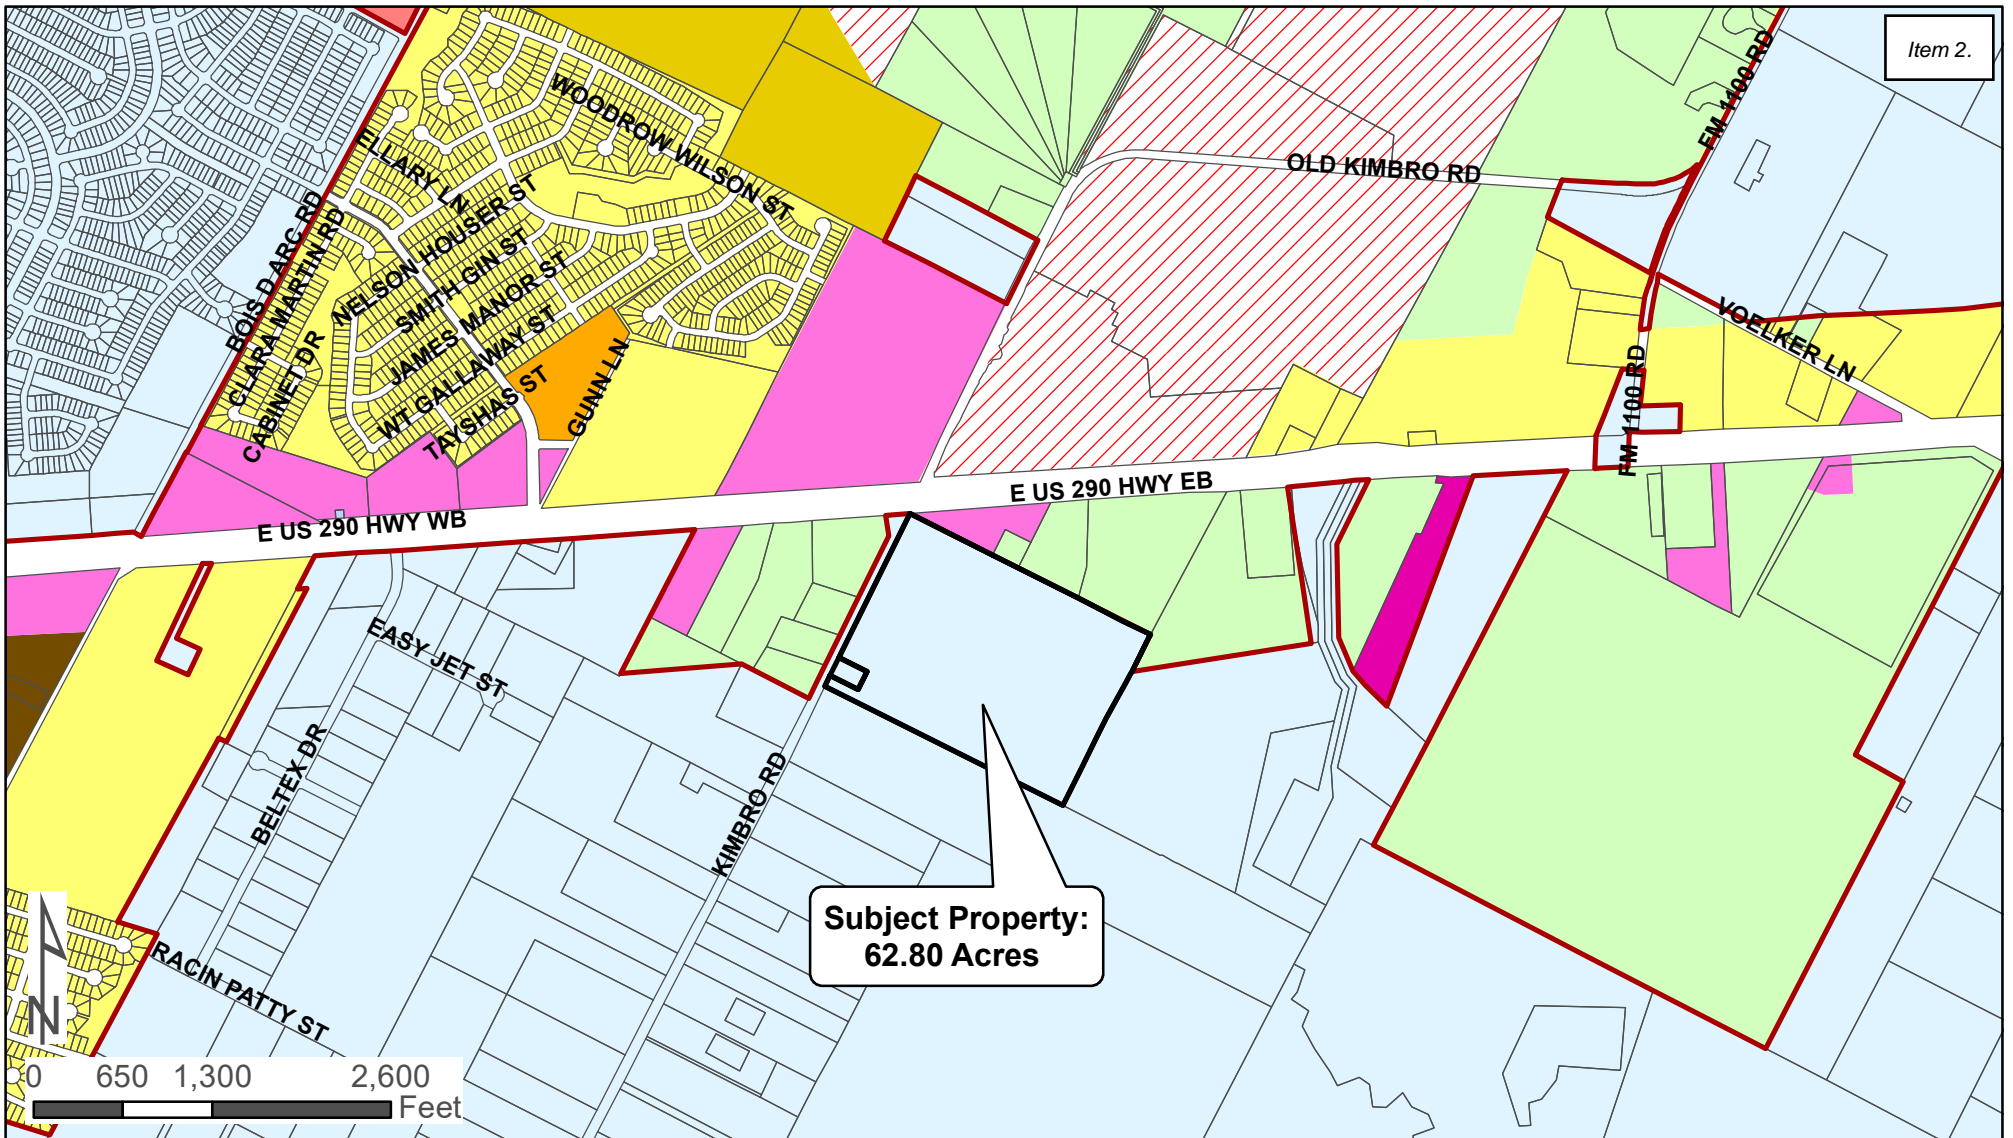 Item 2.
FM 1100 RD
WOODROW WILSON ST
ELLARY LN
OLD KIMBRO RD
BOIS D ARC RD
CLARA MARTIN RD
NELSON HOUSER ST
SMITH GIN ST
JAMES MANOR ST
WT GALLAWAY ST
TAYSHAS ST
CABINET DR
GUNN LN
VOELKER LN
FM 1100 RD
E US 290 HWY EB
E US 290 HWY WB
EASY JET ST
BELTEX DR
KIMBRO RD
Subject Property:
62.80 Acres
RACIN PATTY ST
N
0 650 1,300 2,600
Feet